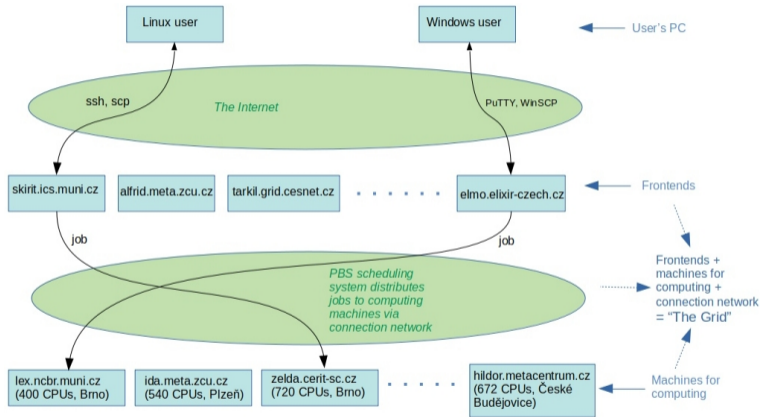 Linux user
Windows user
User's PC
ssh, scp
The Internet
PuTTY, WinSCP
skirit.ics.muni.cz
alfrid.meta.zcu.cz
tarkil.grid.cesnet.cz
elmo.elixir-czech.cz
Frontends
job
job
PBS scheduling
system distributes
jobs to computing
machines via
connection network
Frontends +
machines for
computing +
connection network
= “The Grid”
lex.ncbr.muni.cz
(400 CPUs, Brno)
ida.meta.zcu.cz
(540 CPUs, Plzeň)
zelda.cerit-sc.cz
(720 CPUs, Brno)
hildor.metacentrum.cz
(672 CPUs, České
Budějovice)
Machines for
computing